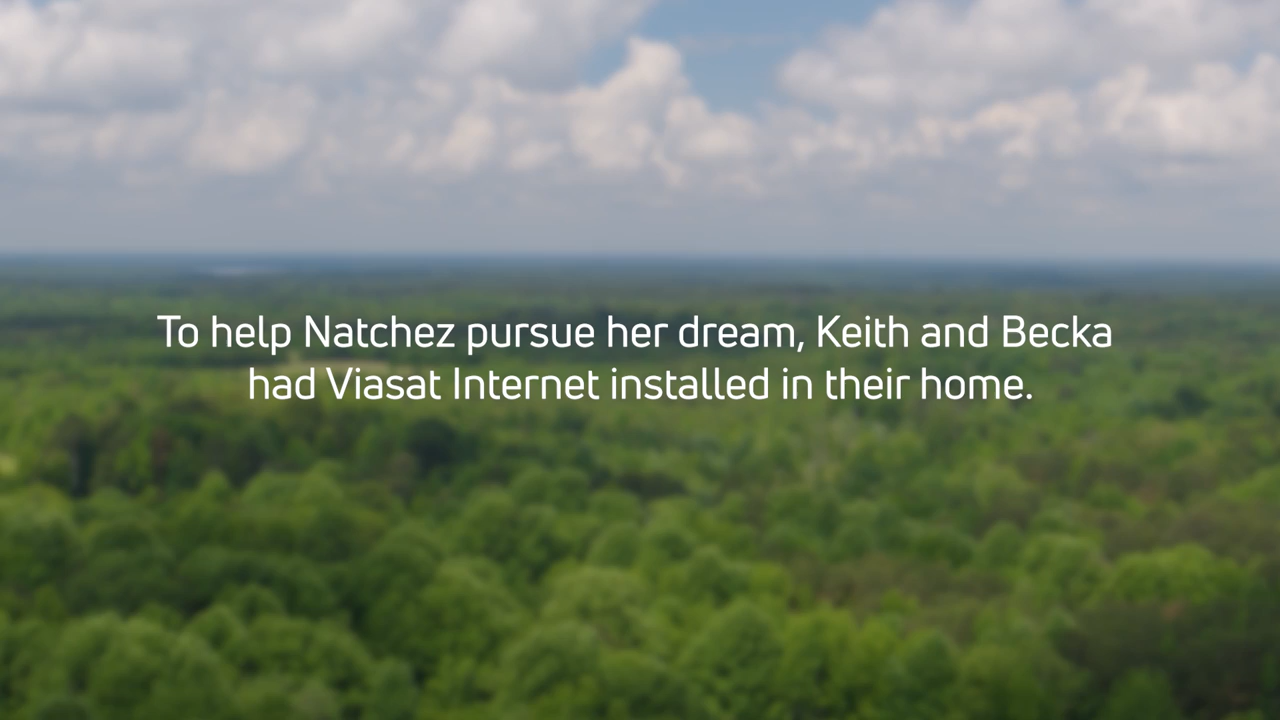 To help Natchez pursue her dream, Keith and Becka
had Viasat Internet installed in their home.